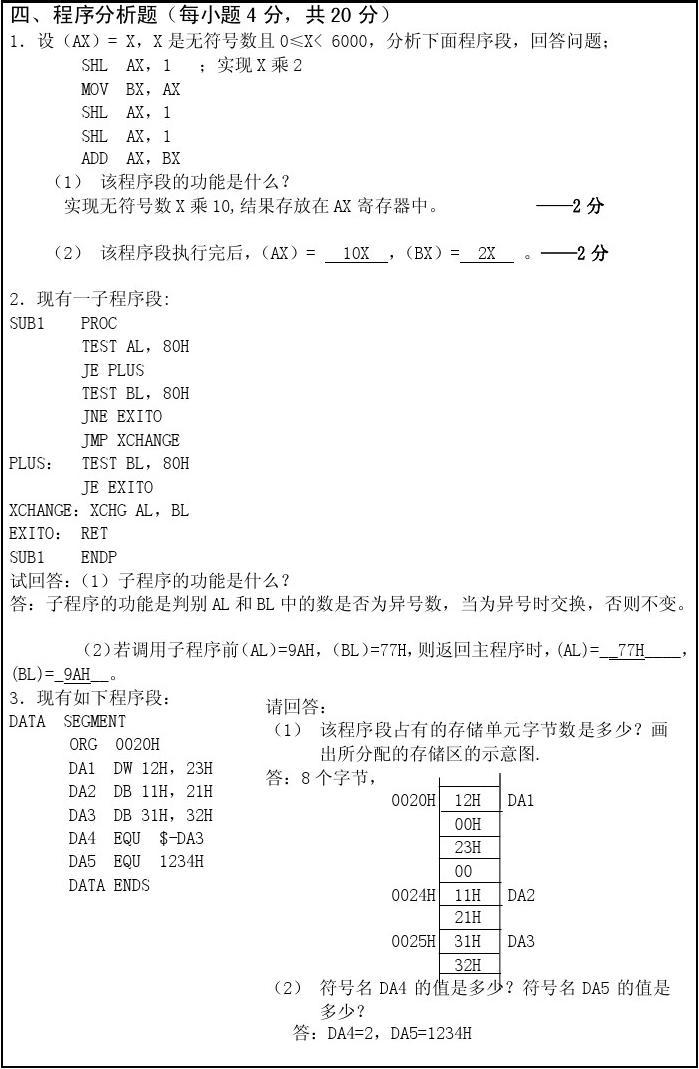 四、程序分析题（每小题 4 分，共 20 分）
1．设（AX）= X，X 是无符号数且 0≤X< 6000，分析下面程序段，回答问题；
SHL AX，1 ；实现 X 乘 2
MOV BX，AX
SHL AX，1
SHL AX，1
ADD AX，BX
（1） 该程序段的功能是什么？
实现无符号数 X 乘 10,结果存放在 AX 寄存器中。 ——2 分
（2） 该程序段执行完后，（AX）= __10X__，（BX）=__2X__ 。——2 分
2．现有一子程序段：
SUB1 PROC
TEST AL，80H
JE PLUS
TEST BL，80H
JNE EXITO
JMP XCHANGE
PLUS： TEST BL，80H
JE EXITO
XCHANGE：XCHG AL，BL
EXITO： RET
SUB1 ENDP
试回答：（1）子程序的功能是什么？
答：子程序的功能是判别 AL 和 BL 中的数是否为异号数，当为异号时交换，否则不变。
（2）若调用子程序前（AL)=9AH，（BL）=77H，则返回主程序时，(AL)=__77H____，
(BL)=_9AH__。
3．现有如下程序段：
DATA SEGMENT
ORG 0020H
DA1 DW 12H，23H
DA2 DB 11H，21H
DA3 DB 31H，32H
DA4 EQU $-DA3
DA5 EQU 1234H
DATA ENDS
请回答：
（1） 该程序段占有的存储单元字节数是多少？画
出所分配的存储区的示意图.
答：8 个字节，
0020H 12H DA1
00H
23H
00
0024H 11H DA2
21H
0025H 31H DA3
32H
（2） 符号名 DA4 的值是多少？符号名 DA5 的值是
多少？
答：DA4=2，DA5=1234H